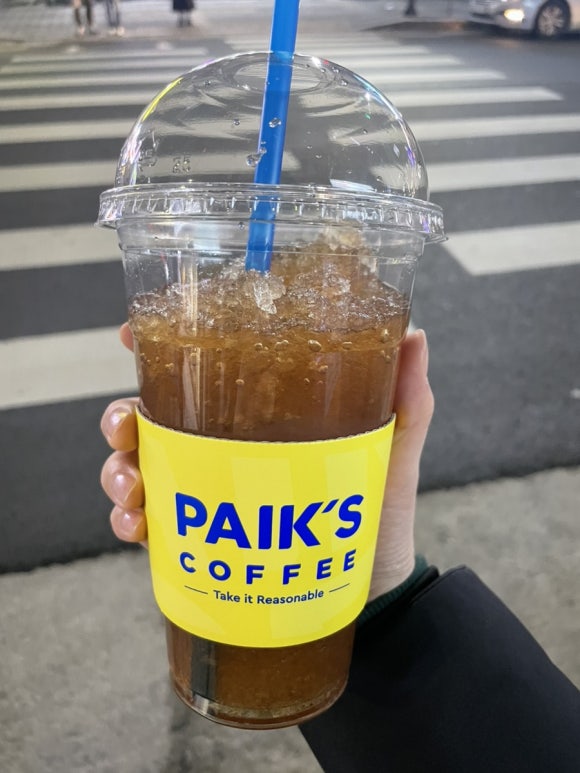 PAIK'S
COFFEE
Take it Reasonable